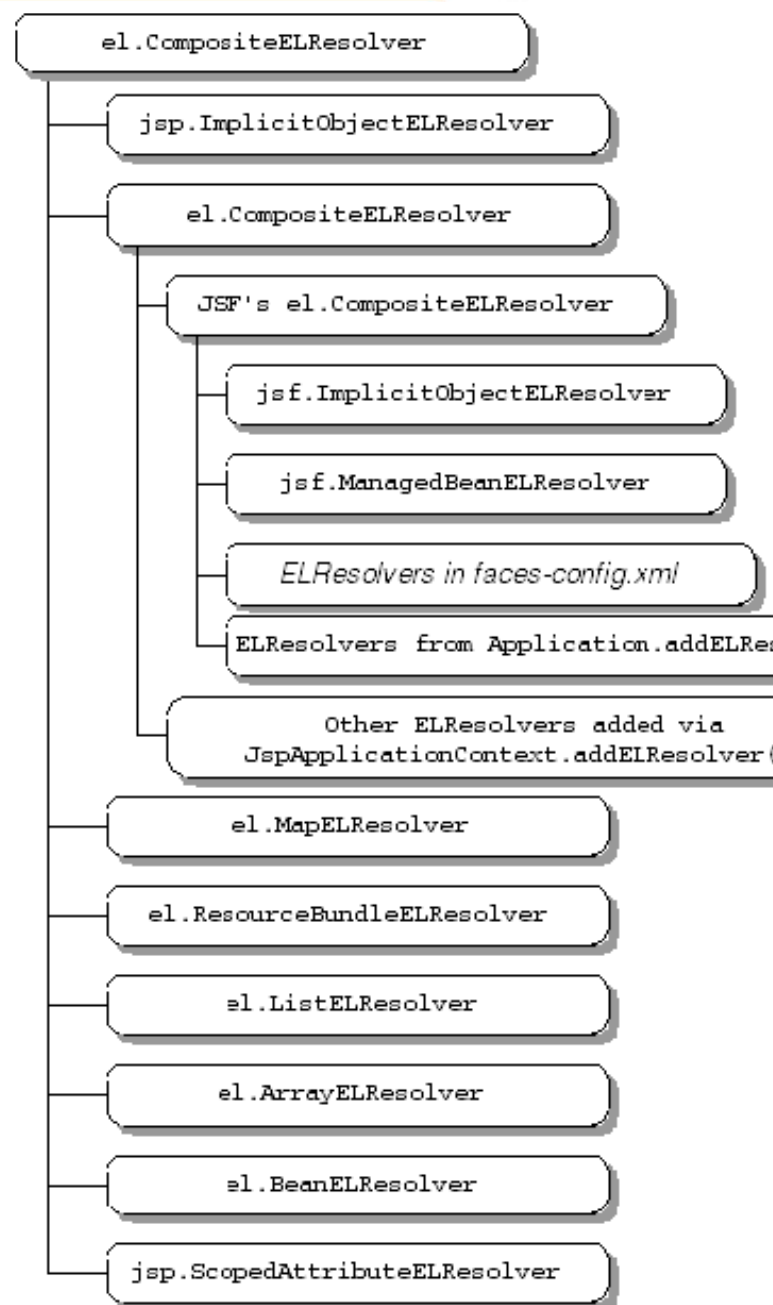 el.CompositeELResolver
jsp.ImplicitObjectELResolver
el.CompositeELResolver
JSF's el.CompositeELResolver
jsf.ImplicitObjectELResolver
jsf.ManagedBeanELResolver
ELResolvers in faces-config.xml
ELResolvers from Application.addELRes
Other ELResolvers added via
JspApplicationContext.addELResolver(
el.MapELResolver
el.ResourceBundleELResolver
el.ListELResolver
el.ArrayELResolver
el.BeanELResolver
jsp.ScopedAttributeELResolver